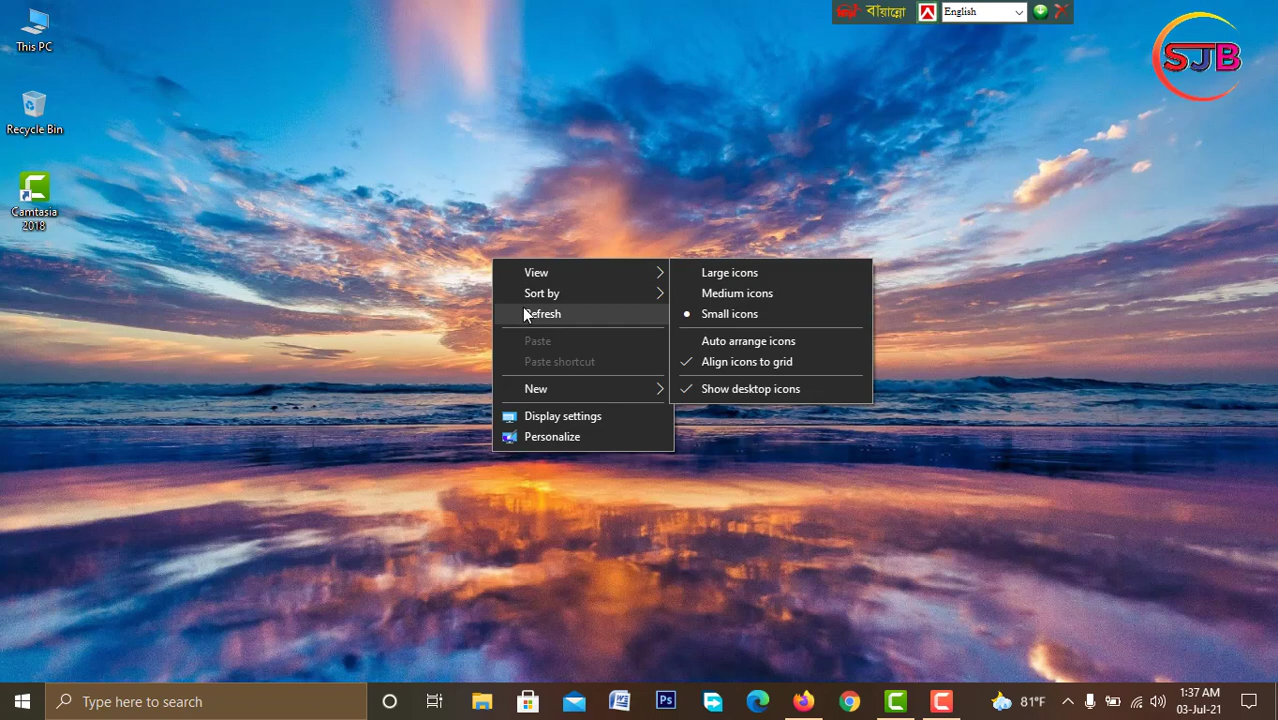 This PC
Recycle Bin
Camtasia
2018
বায়ান্নো
English
SJB
View
Sort by
Refresh
Paste
Paste shortcut
New
Display settings
Personalize
Large icons
Medium icons
Small icons
Auto arrange icons
Align icons to grid
Show desktop icons
Type here to search
W
Ps
C
C
81°F
1:37 AM
03-Jul-21